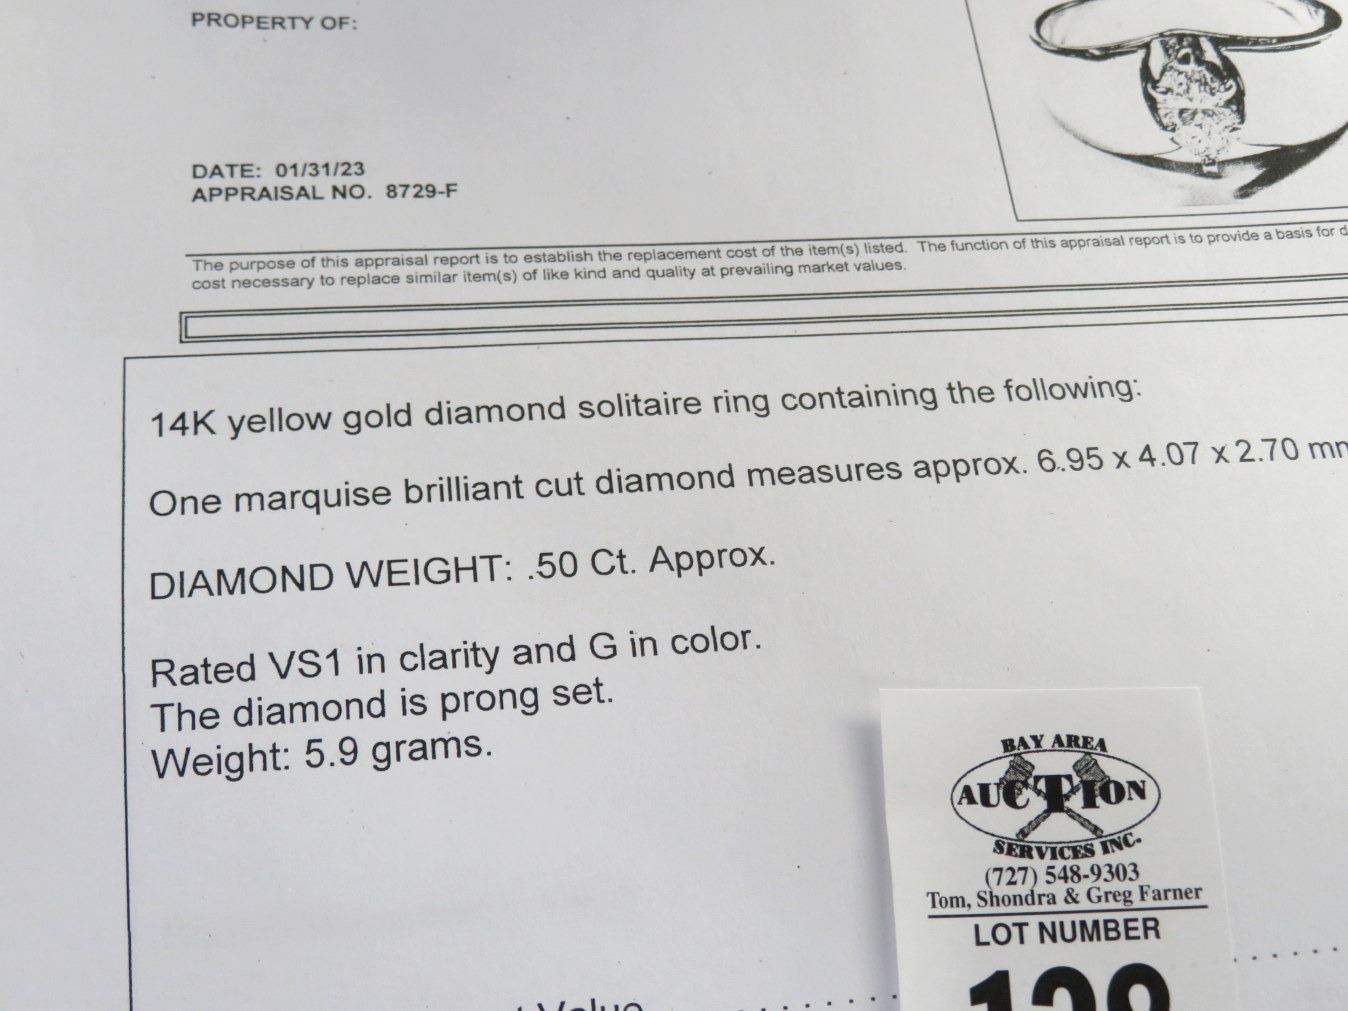 PROPERTY OF:
DATE: 01/31/23
APPRAISAL NO. 8729-F
The purpose of this appraisal report is to establish the replacement cost of the item(s) listed. The function of this appraisal report is to provide a basis for
cost necessary to replace similar item(s) of like kind and quality at prevailing market values.
14K yellow gold diamond solitaire ring containing the following:
One marquise brilliant cut diamond measures approx. 6.95 x 4.07 x 2.70 mm
DIAMOND WEIGHT: .50 Ct. Approx.
Rated VS1 in clarity and G in color.
The diamond is prong set.
Weight: 5.9 grams.
BAY AREA
AUCTION
SERVICES INC.
(727) 548-9303
Tom, Shondra & Greg Farner
LOT NUMBER
Value